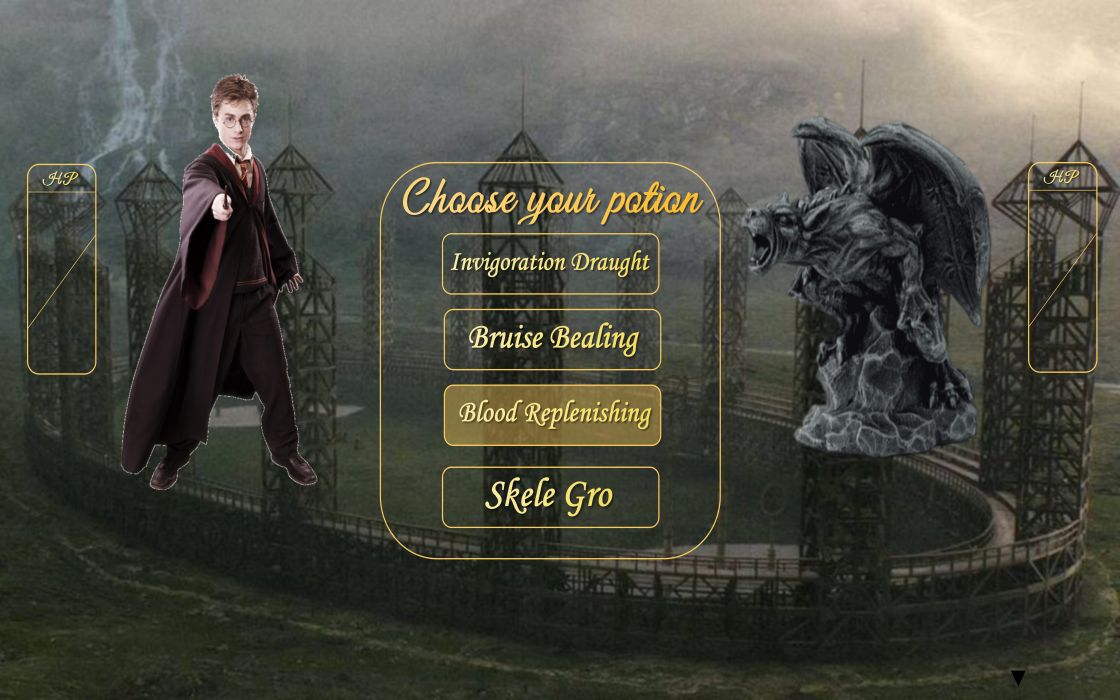 HP
HP
Choose your potion
Invigoration Draught
Bruise Bealing
Blood Replenishing
Skele Gro